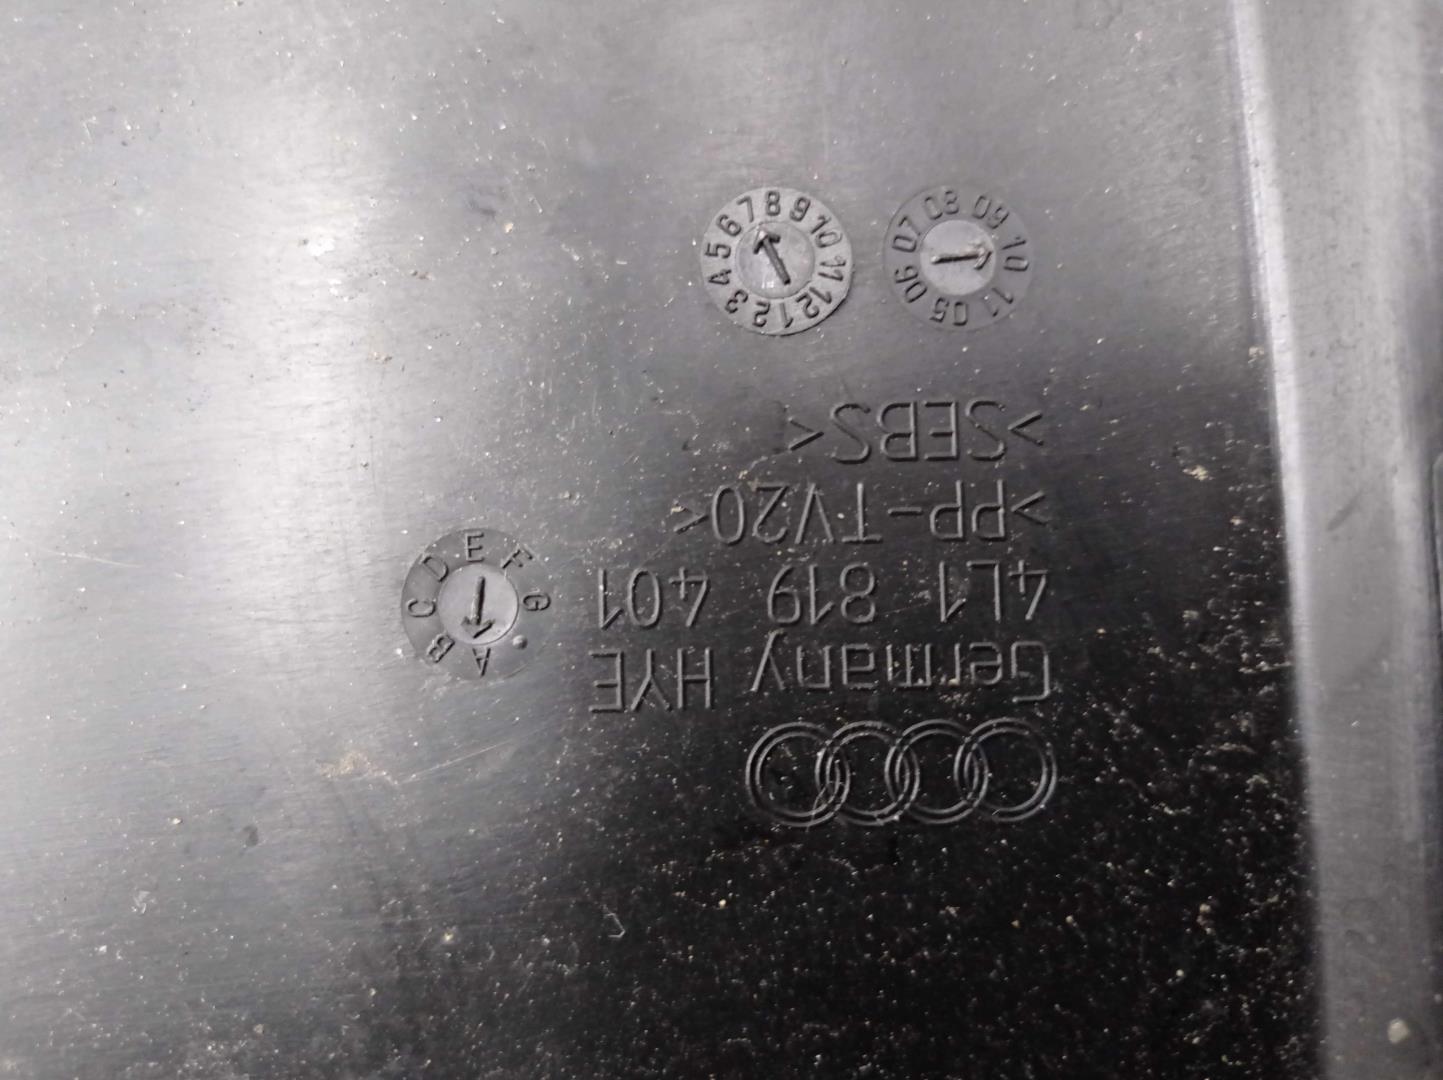 Germany HYE
4L1 819 401
>PP-TV20<
>SEBS<
A B C D E F G
1 2 3 4 5 6 7 8 9 10 11 12
05 06 07 08 09 10 11